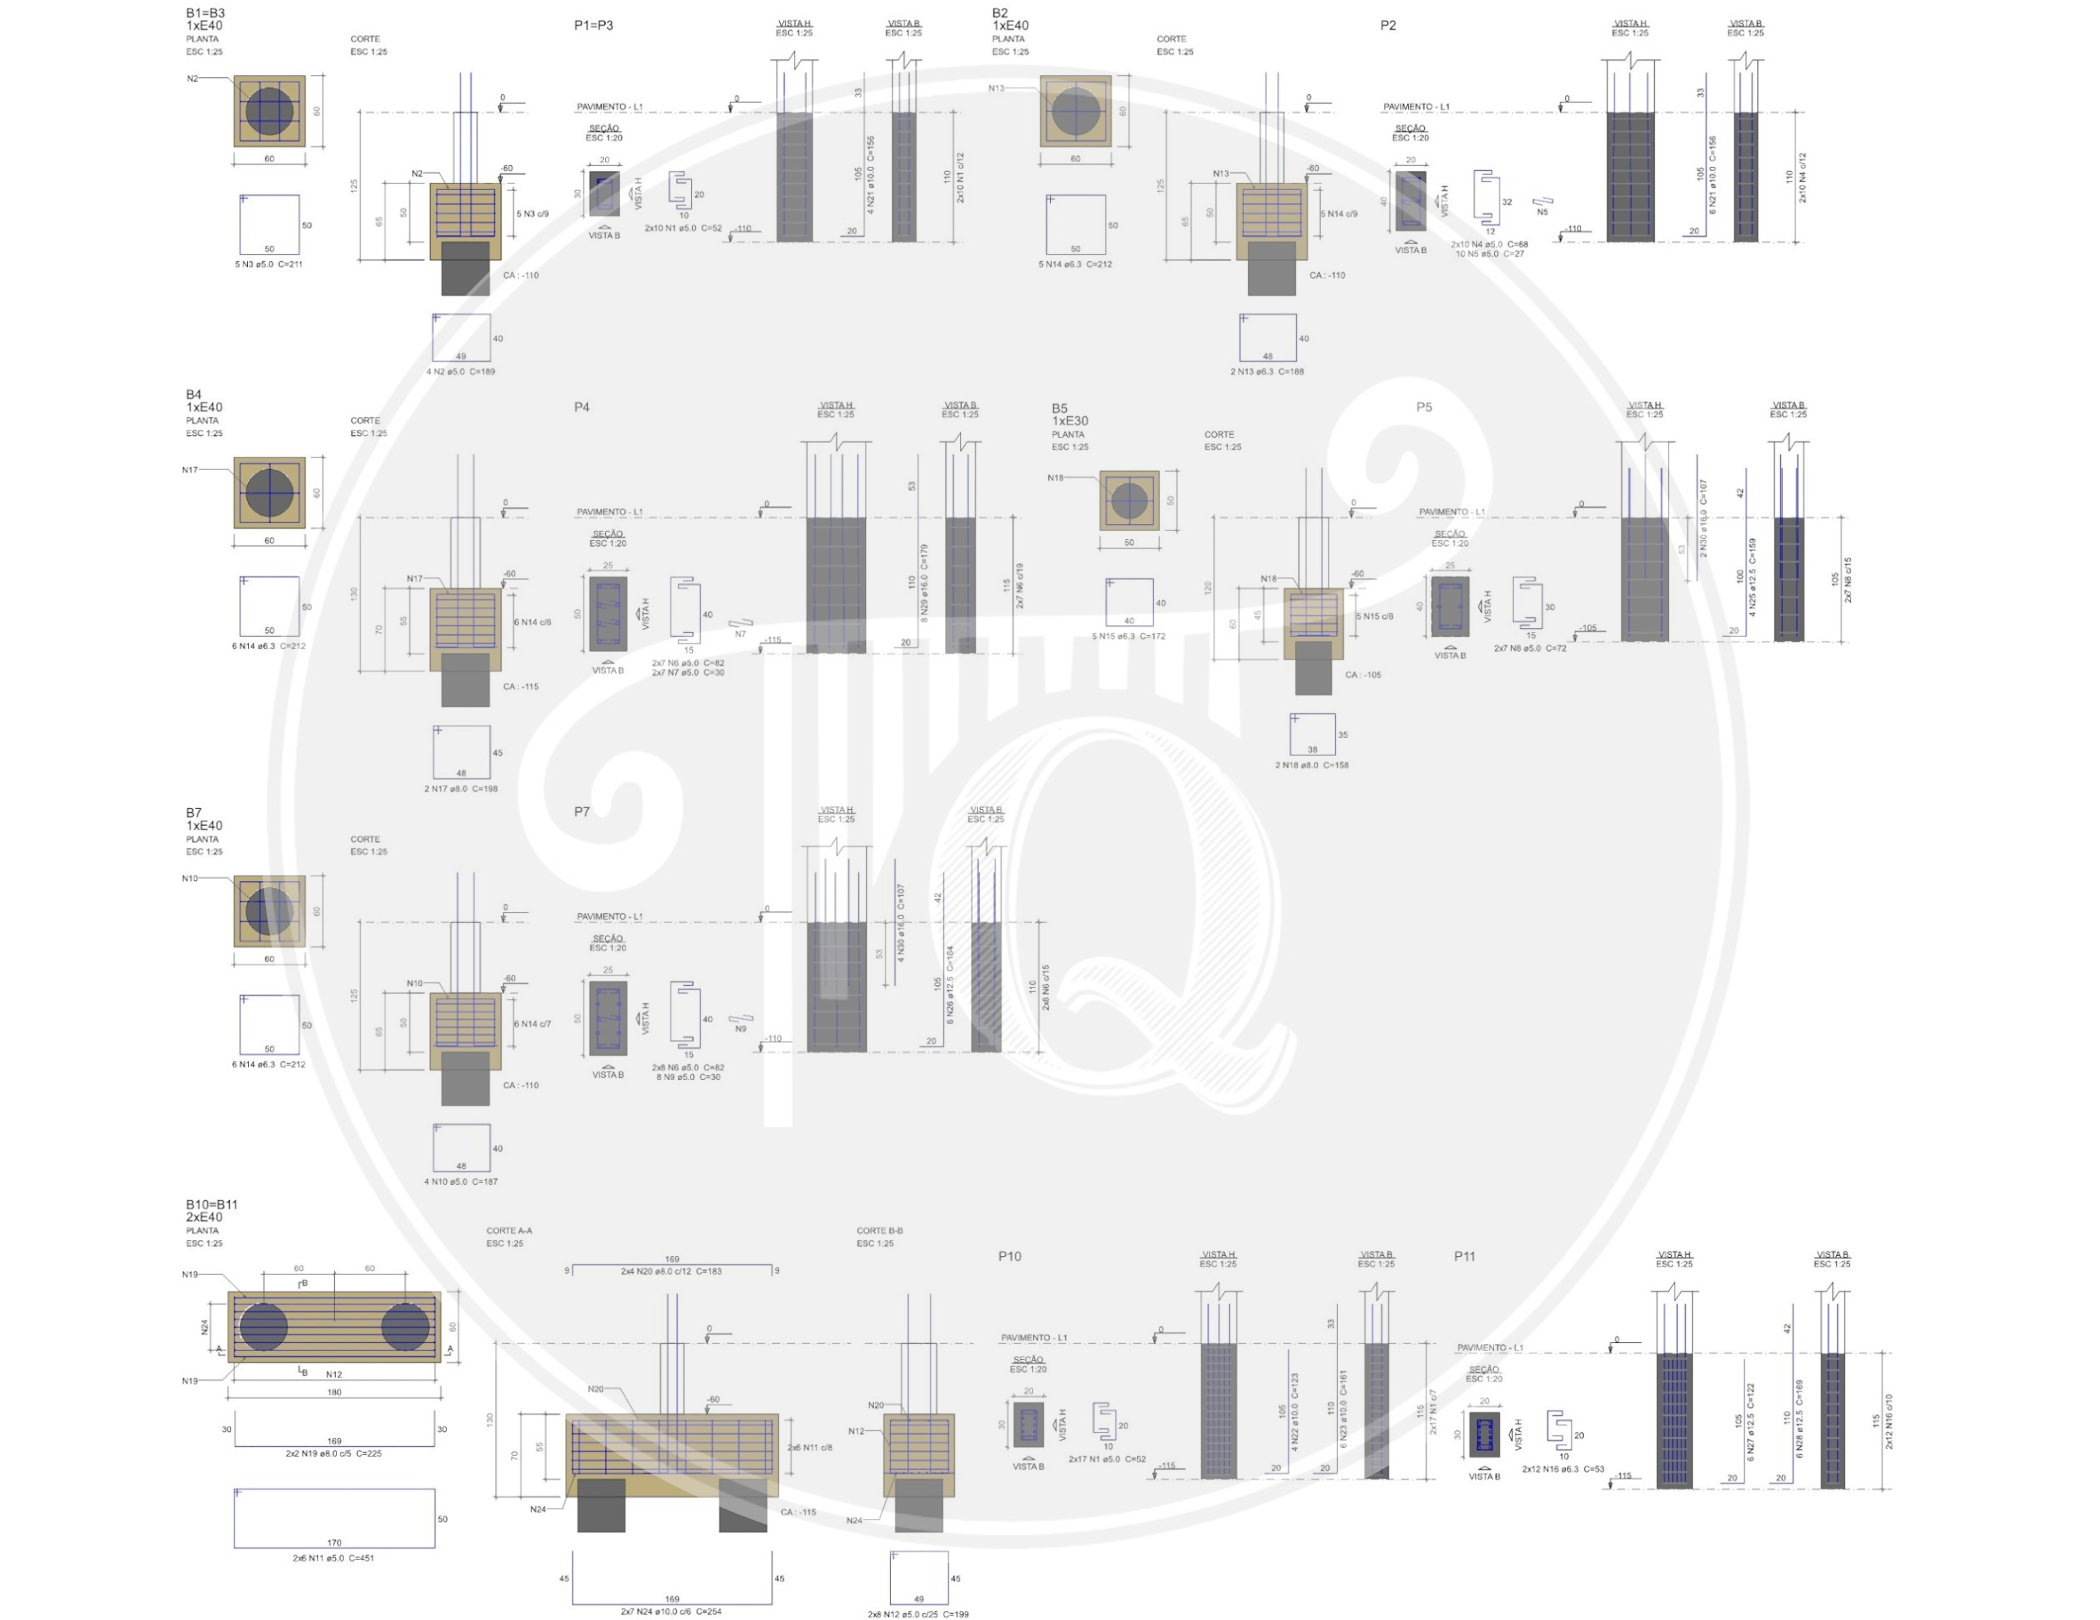 B1=B3
1xE40
PLANTA
ESC 1:25
N2
60
60
50
50
5 N3 ø5.0 C=211
CORTE
ESC 1:25
0
-60
N2
125
65
50
5 N3 c/9
CA : -110
40
49
4 N2 ø5.0 C=189
P1=P3
PAVIMENTO - L1
SEÇÃO
ESC 1:20
20
30
VISTA H
VISTA B
20
10
2x10 N1 ø5.0 C=52
VISTA H
ESC 1:25
0
-110
VISTA B
ESC 1:25
33
105
4 N21 ø10.0 C=156
20
110
2x10 N1 c/12
B2
1xE40
PLANTA
ESC 1:25
N13
60
60
50
50
5 N14 ø6.3 C=212
CORTE
ESC 1:25
0
-60
N13
125
65
50
5 N14 c/9
CA : -110
40
48
2 N13 ø6.3 C=188
P2
PAVIMENTO - L1
SEÇÃO
ESC 1:20
20
40
VISTA H
VISTA B
32
12
N5
2x10 N4 ø5.0 C=68
10 N5 ø5.0 C=27
VISTA H
ESC 1:25
0
-110
VISTA B
ESC 1:25
33
105
6 N21 ø10.0 C=156
20
110
2x10 N4 c/12
B4
1xE40
PLANTA
ESC 1:25
N17
60
60
50
50
6 N14 ø6.3 C=212
CORTE
ESC 1:25
0
-60
N17
130
70
55
6 N14 c/8
CA : -115
45
48
2 N17 ø8.0 C=198
P4
PAVIMENTO - L1
SEÇÃO
ESC 1:20
25
50
VISTA H
VISTA B
40
15
N7
2x7 N6 ø5.0 C=82
2x7 N7 ø5.0 C=30
VISTA H
ESC 1:25
0
-115
VISTA B
ESC 1:25
53
110
8 N29 ø16.0 C=179
20
115
2x7 N6 c/19
B5
1xE30
PLANTA
ESC 1:25
N18
50
50
40
40
5 N15 ø6.3 C=172
CORTE
ESC 1:25
0
-60
N18
120
60
45
5 N15 c/8
CA : -105
35
38
2 N18 ø8.0 C=158
P5
PAVIMENTO - L1
SEÇÃO
ESC 1:20
25
40
VISTA H
VISTA B
30
15
2x7 N8 ø5.0 C=72
VISTA H
ESC 1:25
0
-105
VISTA B
ESC 1:25
53
2 N30 ø16.0 C=107
42
100
4 N25 ø12.5 C=159
20
105
2x7 N8 c/15
B7
1xE40
PLANTA
ESC 1:25
N10
60
60
50
50
6 N14 ø6.3 C=212
CORTE
ESC 1:25
0
-60
N10
125
65
50
6 N14 c/7
CA : -110
40
48
4 N10 ø5.0 C=187
P7
PAVIMENTO - L1
SEÇÃO
ESC 1:20
25
50
VISTA H
VISTA B
40
15
N9
2x8 N6 ø5.0 C=82
8 N9 ø5.0 C=30
VISTA H
ESC 1:25
0
-110
VISTA B
ESC 1:25
53
4 N30 ø16.0 C=107
42
105
6 N26 ø12.5 C=164
20
110
2x8 N6 c/15
TQ
B10=B11
2xE40
PLANTA
ESC 1:25
N19
60
60
B
N24
60
A
A
B
N19
N12
180
30
30
169
2x2 N19 ø8.0 c/5 C=225
50
170
2x6 N11 ø5.0 C=451
CORTE A-A
ESC 1:25
169
9
9
2x4 N20 ø8.0 c/12 C=183
0
-60
N20
130
70
55
2x6 N11 c/8
N24
CA : -115
45
45
169
2x7 N24 ø10.0 c/6 C=254
CORTE B-B
ESC 1:25
N20
N12
N24
45
49
2x8 N12 ø5.0 c/25 C=199
P10
PAVIMENTO - L1
SEÇÃO
ESC 1:20
20
30
VISTA H
VISTA B
20
10
2x17 N1 ø5.0 C=52
VISTA H
ESC 1:25
0
-115
VISTA B
ESC 1:25
105
4 N22 ø10.0 C=123
20
33
110
6 N23 ø10.0 C=161
20
115
2x17 N1 c/7
P11
PAVIMENTO - L1
SEÇÃO
ESC 1:20
20
30
VISTA H
VISTA B
20
10
2x12 N16 ø6.3 C=53
VISTA H
ESC 1:25
0
-115
VISTA B
ESC 1:25
105
6 N27 ø12.5 C=122
20
42
110
6 N28 ø12.5 C=169
20
115
2x12 N16 c/10